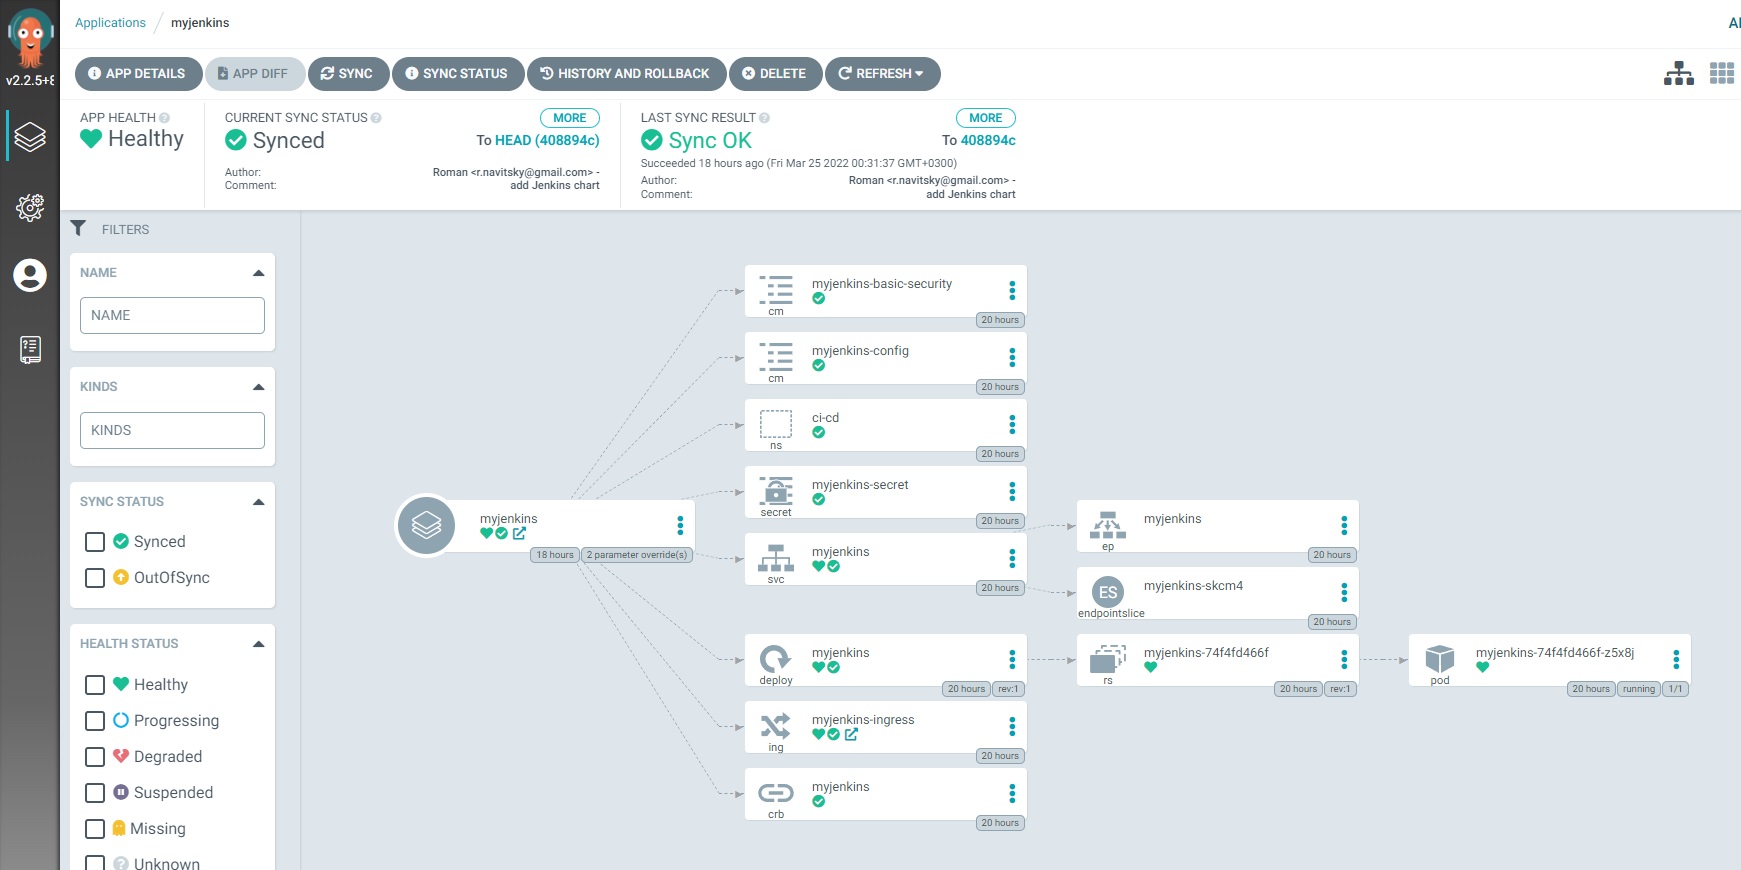 v2.2.5+8
Applications / myjenkins
APP DETAILS
APP DIFF
SYNC
SYNC STATUS
HISTORY AND ROLLBACK
DELETE
REFRESH
APP HEALTH
Healthy
CURRENT SYNC STATUS
MORE
Synced
To HEAD (408894c)
Author: Roman <r.navitsky@gmail.com> -
Comment: add Jenkins chart
LAST SYNC RESULT
MORE
Sync OK
To 408894c
Succeeded 18 hours ago (Fri Mar 25 2022 00:31:37 GMT+0300)
Author: Roman <r.navitsky@gmail.com> -
Comment: add Jenkins chart
FILTERS
NAME
NAME
KINDS
KINDS
SYNC STATUS
Synced
OutOfSync
HEALTH STATUS
Healthy
Progressing
Degraded
Suspended
Missing
Unknown
myjenkins
18 hours
2 parameter override(s)
myjenkins-basic-security
cm
20 hours
myjenkins-config
cm
20 hours
ci-cd
ns
20 hours
myjenkins-secret
secret
20 hours
myjenkins
svc
20 hours
myjenkins
deploy
20 hours
rev:1
myjenkins-ingress
ing
20 hours
myjenkins
crb
20 hours
myjenkins
ep
20 hours
ES
myjenkins-skcm4
endpointslice
20 hours
myjenkins-74f4fd466f
rs
20 hours
rev:1
myjenkins-74f4fd466f-z5x8j
pod
20 hours
running
1/1